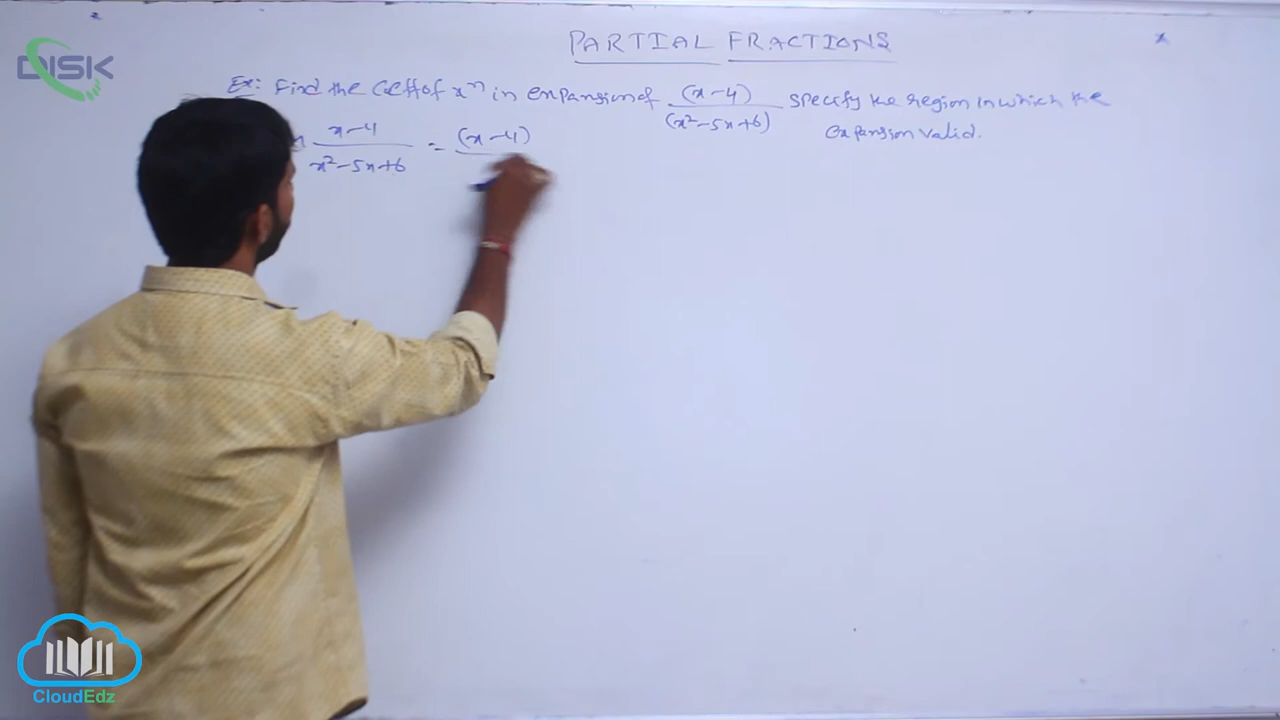 DISK
PARTIAL FRACTIONS
Ex: Find the Coeff of xⁿ in expansion of (x-4)/(x²-5x+6) specify the region in which the
expansion valid.
x-4/x²-5x+6 = (x-4)
CloudEdz